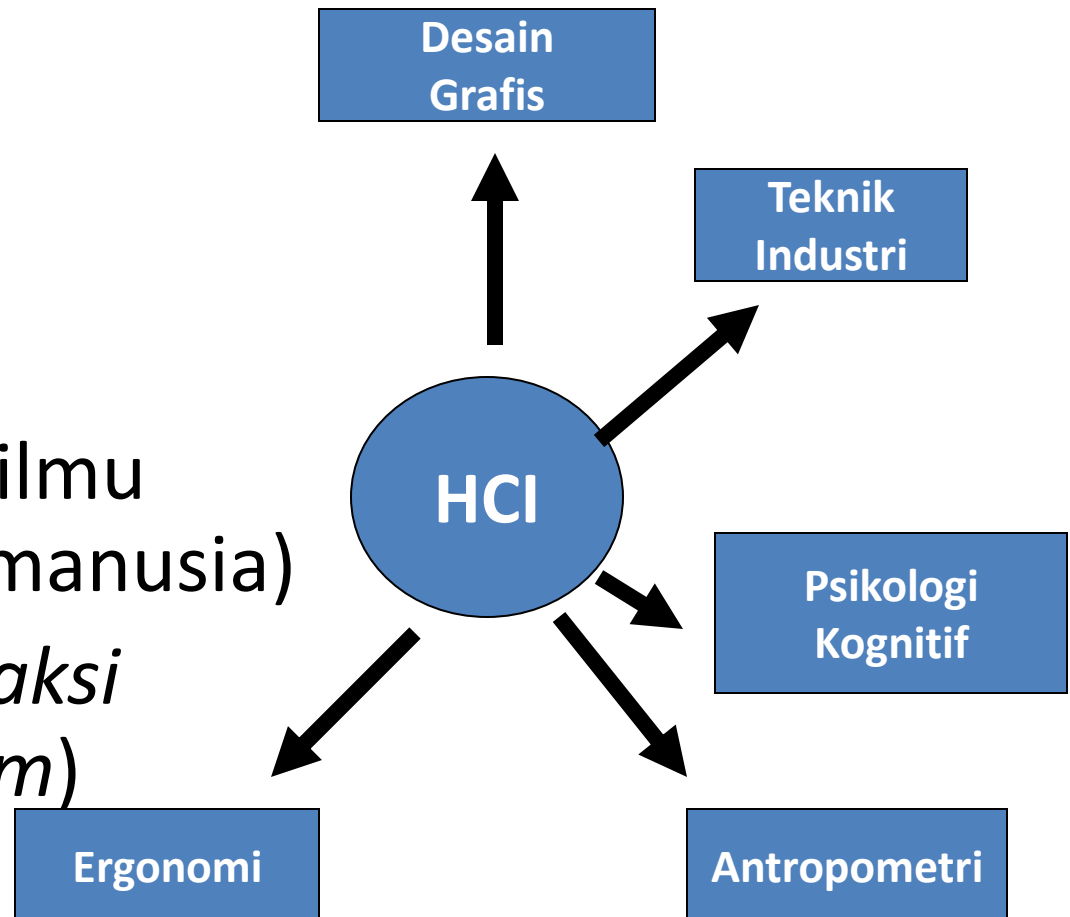 Desain
Grafis
Teknik
Industri
ilmu
manusia)
HCI
Psikologi
Kognitif
aksi
m)
Ergonomi
Antropometri